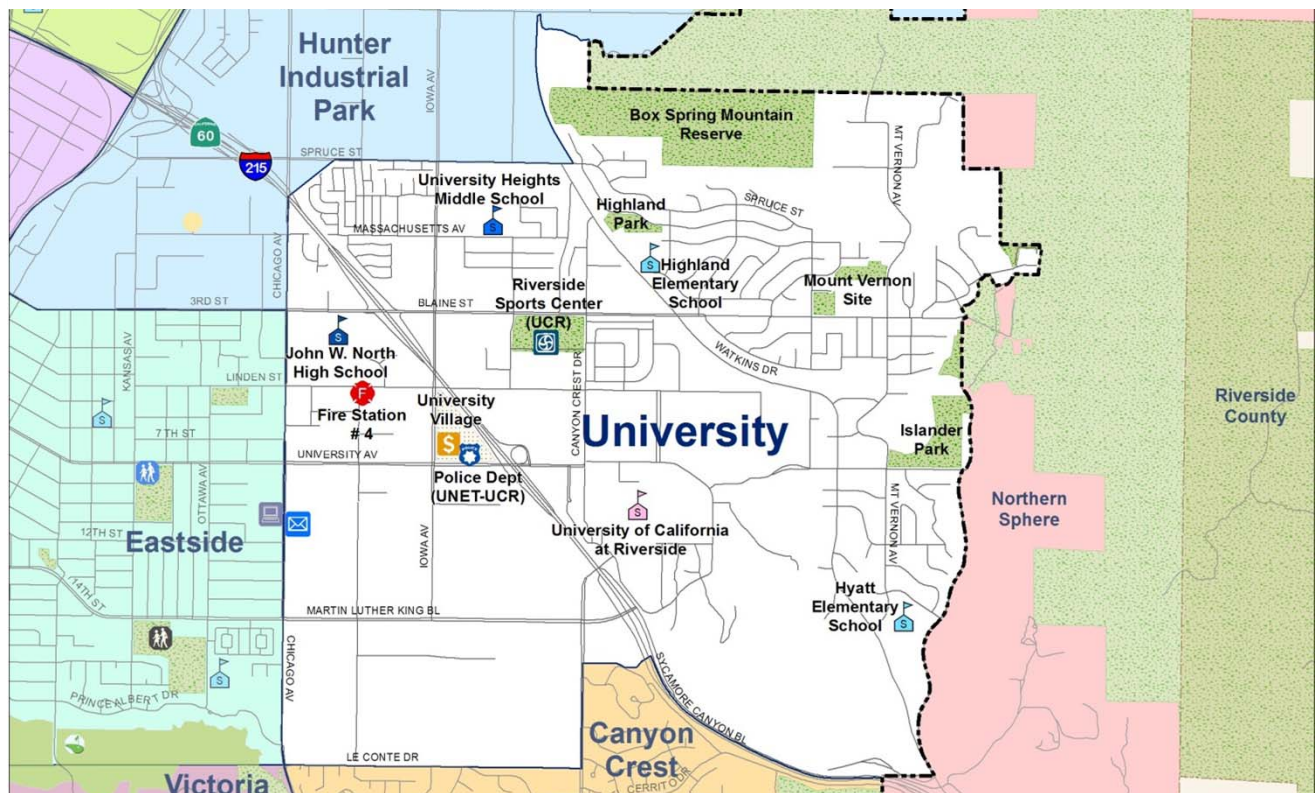 Hunter
Industrial
Park
IOWA AV
60
215
SPRUCE ST
Box Spring Mountain
Reserve
MT VERNON AV
University Heights
Middle School
S
MASSACHUSETTS AV
Highland
Park
SPRUCE ST
S
Highland
Elementary
School
CHICAGO AV
Riverside
Sports Center
(UCR)
Mount Vernon
Site
3RD ST
BLAINE ST
S
John W. North
High School
KANSAS AV
LINDEN ST
WATKINS DR
CANYON CREST DR
F
Fire Station
# 4
University
Village
$
Police Dept
(UNET-UCR)
University
Islander
Park
Riverside
County
S
7 TH ST
UNIVERSITY AV
OTTAWA AV
12TH ST
Eastside
IOWA AV
S
University of California
at Riverside
MT VERNON AV
Northern
Sphere
14TH ST
MARTIN LUTHER KING BL
Hyatt
Elementary
School
S
S
CHICAGO AV
PRINCE ALBERT DR
SYCAMORE CANYON BL
Canyon
Crest
LE CONTE DR
CERRITO DR
Victoria